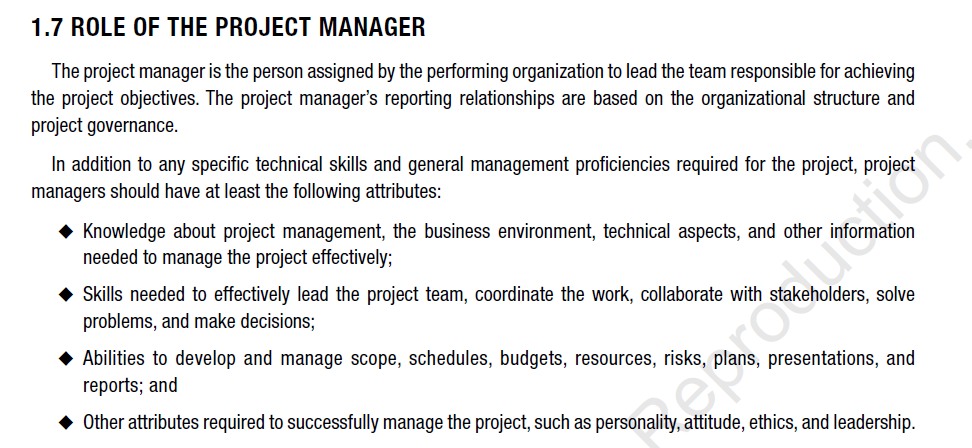 1.7 ROLE OF THE PROJECT MANAGER
The project manager is the person assigned by the performing organization to lead the team responsible for achieving
the project objectives. The project manager’s reporting relationships are based on the organizational structure and
project governance.
In addition to any specific technical skills and general management proficiencies required for the project, project
managers should have at least the following attributes:
◆ Knowledge about project management, the business environment, technical aspects, and other information
needed to manage the project effectively;
◆ Skills needed to effectively lead the project team, coordinate the work, collaborate with stakeholders, solve
problems, and make decisions;
◆ Abilities to develop and manage scope, schedules, budgets, resources, risks, plans, presentations, and
reports; and
◆ Other attributes required to successfully manage the project, such as personality, attitude, ethics, and leadership.
Reproduction.